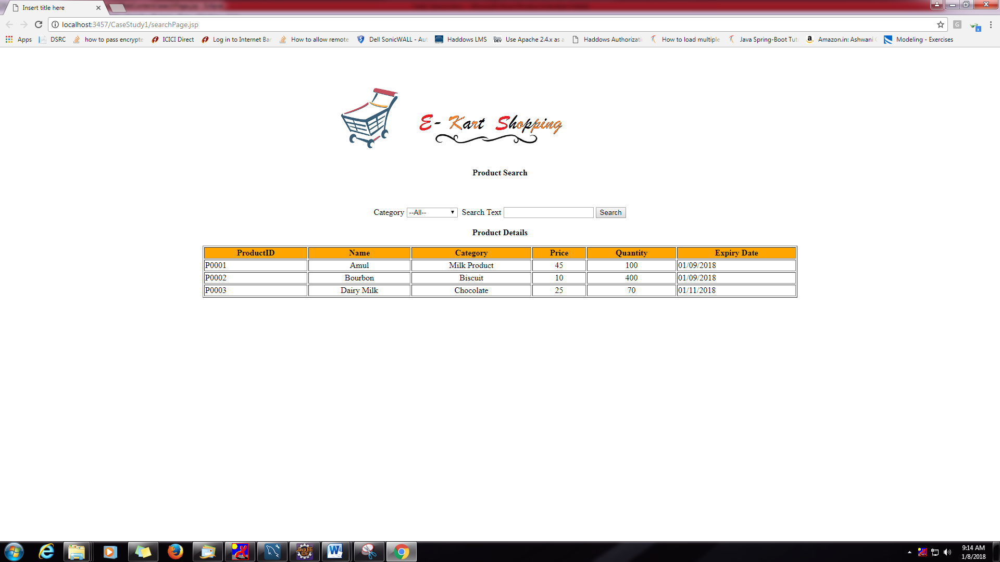 Insert title here
localhost:3457/CaseStudy1/searchPage.jsp
Apps DSRC how to pass encrypte ICICI Direct Log in to Internet Ban How to allow remote Dell SonicWALL - Aut Haddows LMS Use Apache 2.4.x as a Haddows Authorizati How to load multiple Java Spring-Boot Tut Amazon.in: Ashwani Modeling - Exercises
E- Kart Shopping
Product Search
Category --All-- Search Text Search
Product Details
ProductID Name Category Price Quantity Expiry Date
P0001 Amul Milk Product 45 100 01/09/2018
P0002 Bourbon Biscuit 10 400 01/09/2018
P0003 Dairy Milk Chocolate 25 70 01/11/2018
Java EE
IDE
9:14 AM
1/8/2018